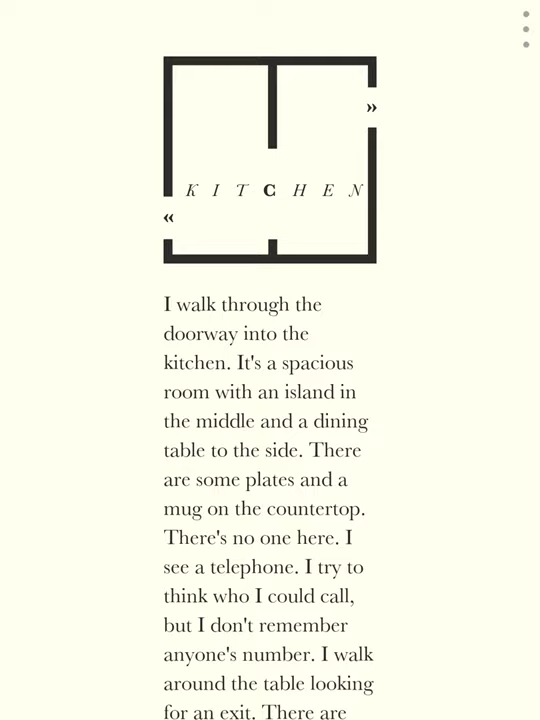 »
K I T C H E N
«
I walk through the
doorway into the
kitchen. It's a spacious
room with an island in
the middle and a dining
table to the side. There
are some plates and a
mug on the countertop.
There's no one here. I
see a telephone. I try to
think who I could call,
but I don't remember
anyone's number. I walk
around the table looking
for an exit. There are